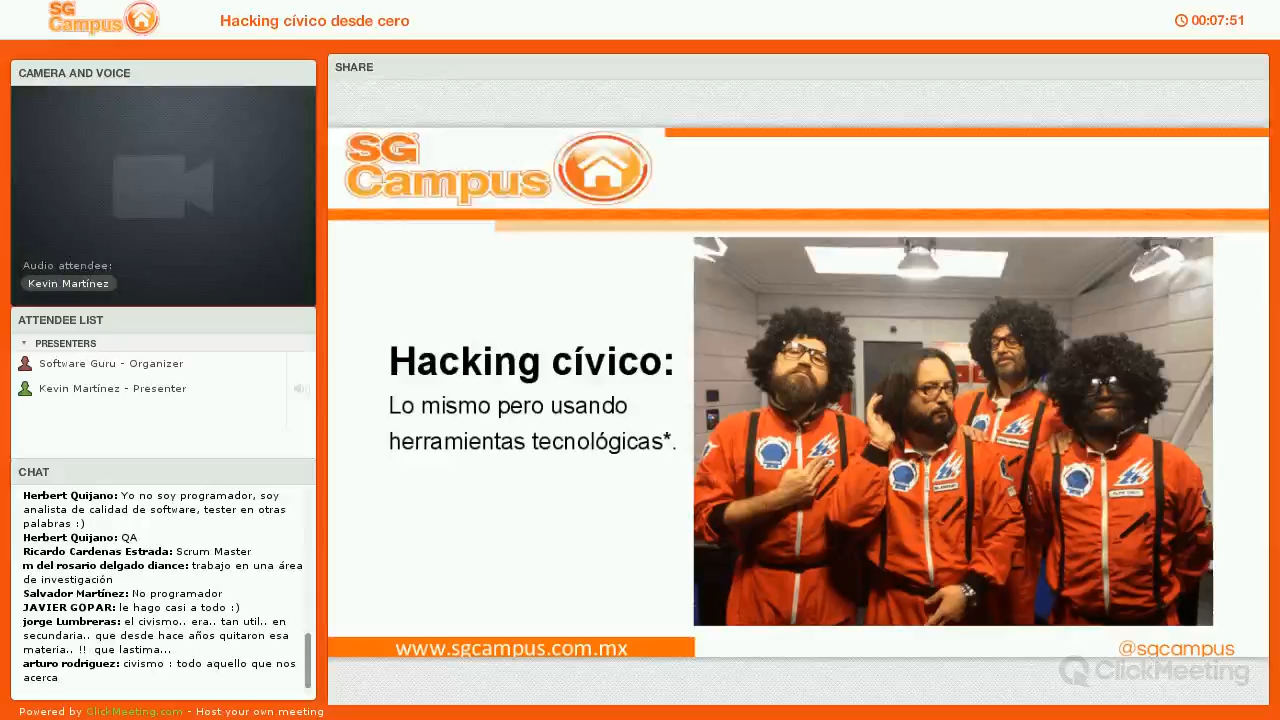 SG Campus
Hacking cívico desde cero
00:07:51
CAMERA AND VOICE
Audio attendee:
Kevin Martínez
ATTENDEE LIST
PRESENTERS
Software Guru - Organizer
Kevin Martínez - Presenter
CHAT
Herbert Quijano: Yo no soy programador, soy
analista de calidad de software, tester en otras
palabras :)
Herbert Quijano: QA
Ricardo Cardenas Estrada: Scrum Master
m del rosario delgado diance: trabajo en una área
de investigación
Salvador Martínez: No programador
JAVIER GOPAR: le hago casi a todo :)
jorge Lumbreras: el civismo.. era.. tan util.. en
secundaria.. que desde hace años quitaron esa
materia.. !! que lastima...
arturo rodriguez: civismo : todo aquello que nos
acerca
Powered by ClickMeeting.com - Host your own meeting
SHARE
SG
Campus
Hacking cívico:
Lo mismo pero usando
herramientas tecnológicas*.
www.sgcampus.com.mx
@sgcampus
ClickMeeting